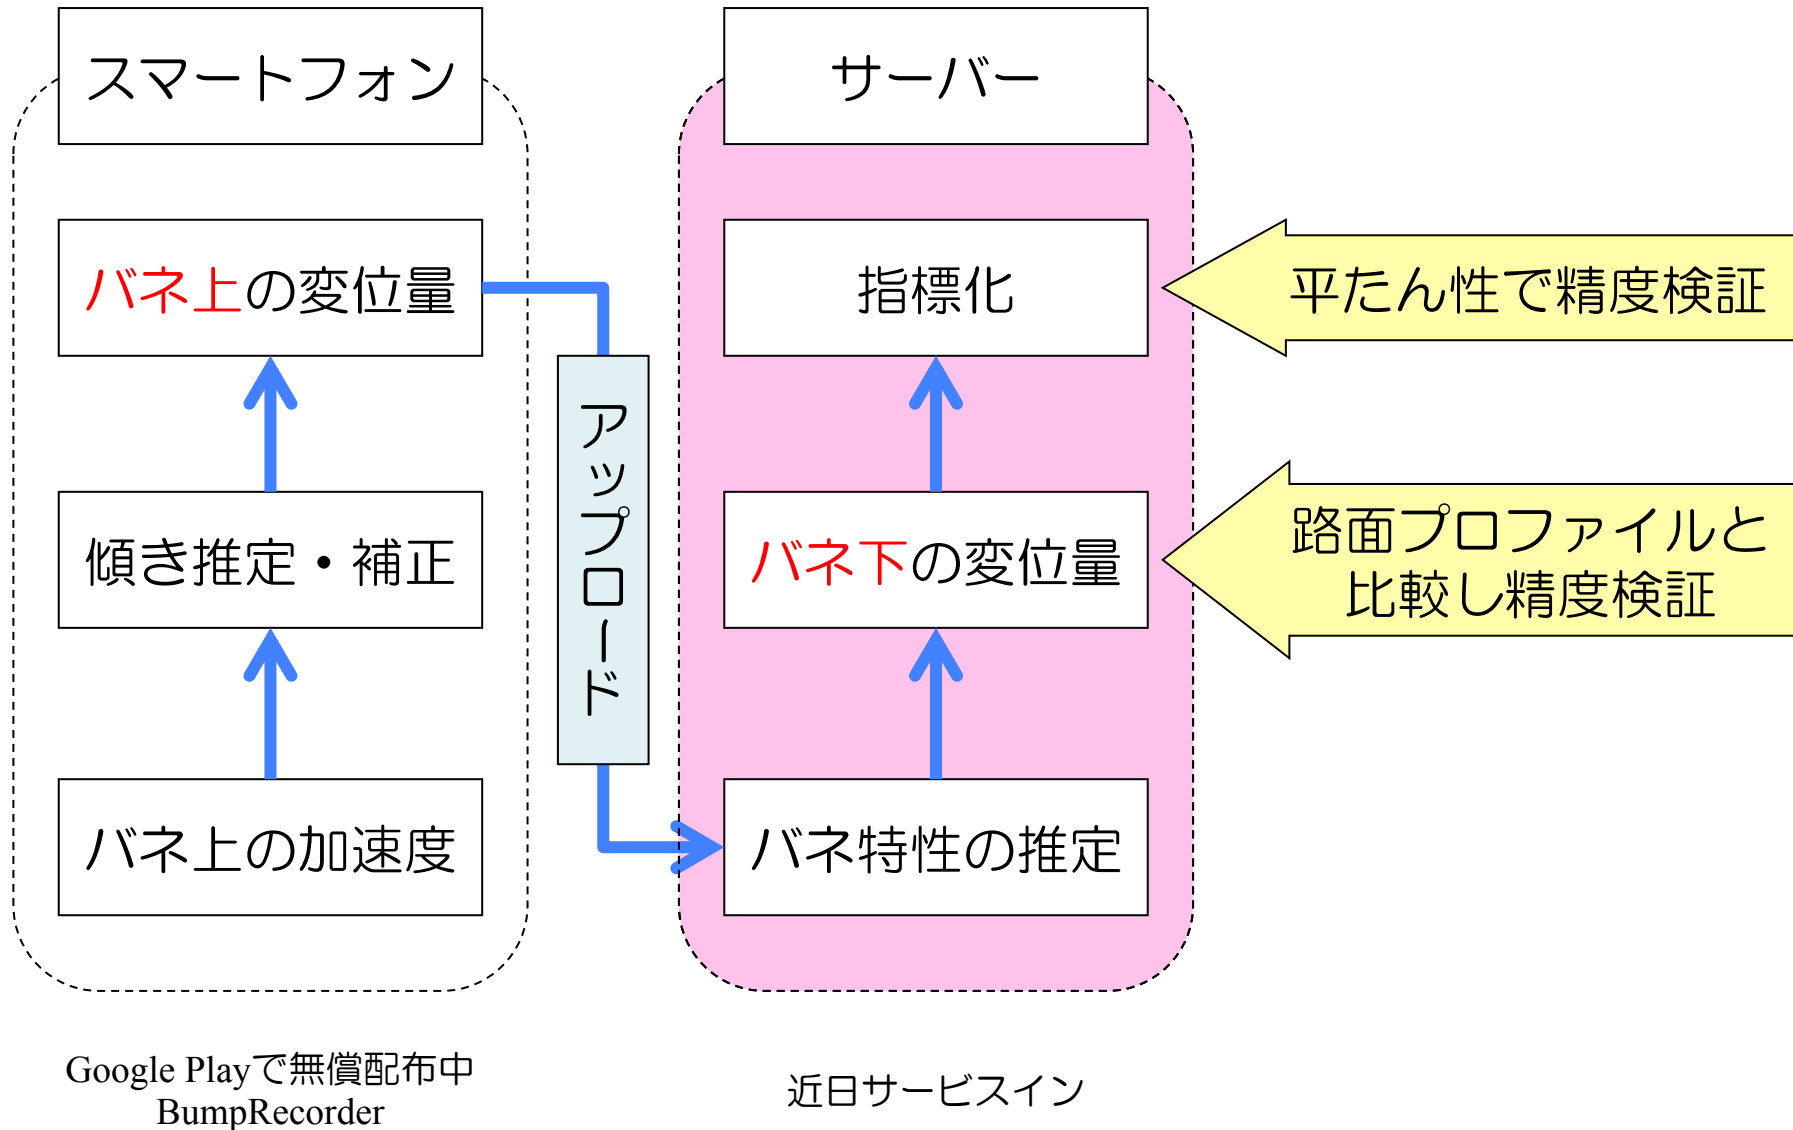 スマートフォン
バネ上の変位量
傾き推定・補正
バネ上の加速度
アップロード
サーバー
指標化
バネ下の変位量
バネ特性の推定
平たん性で精度検証
路面プロファイルと
比較し精度検証
Google Playで無償配布中
BumpRecorder
近日サービスイン